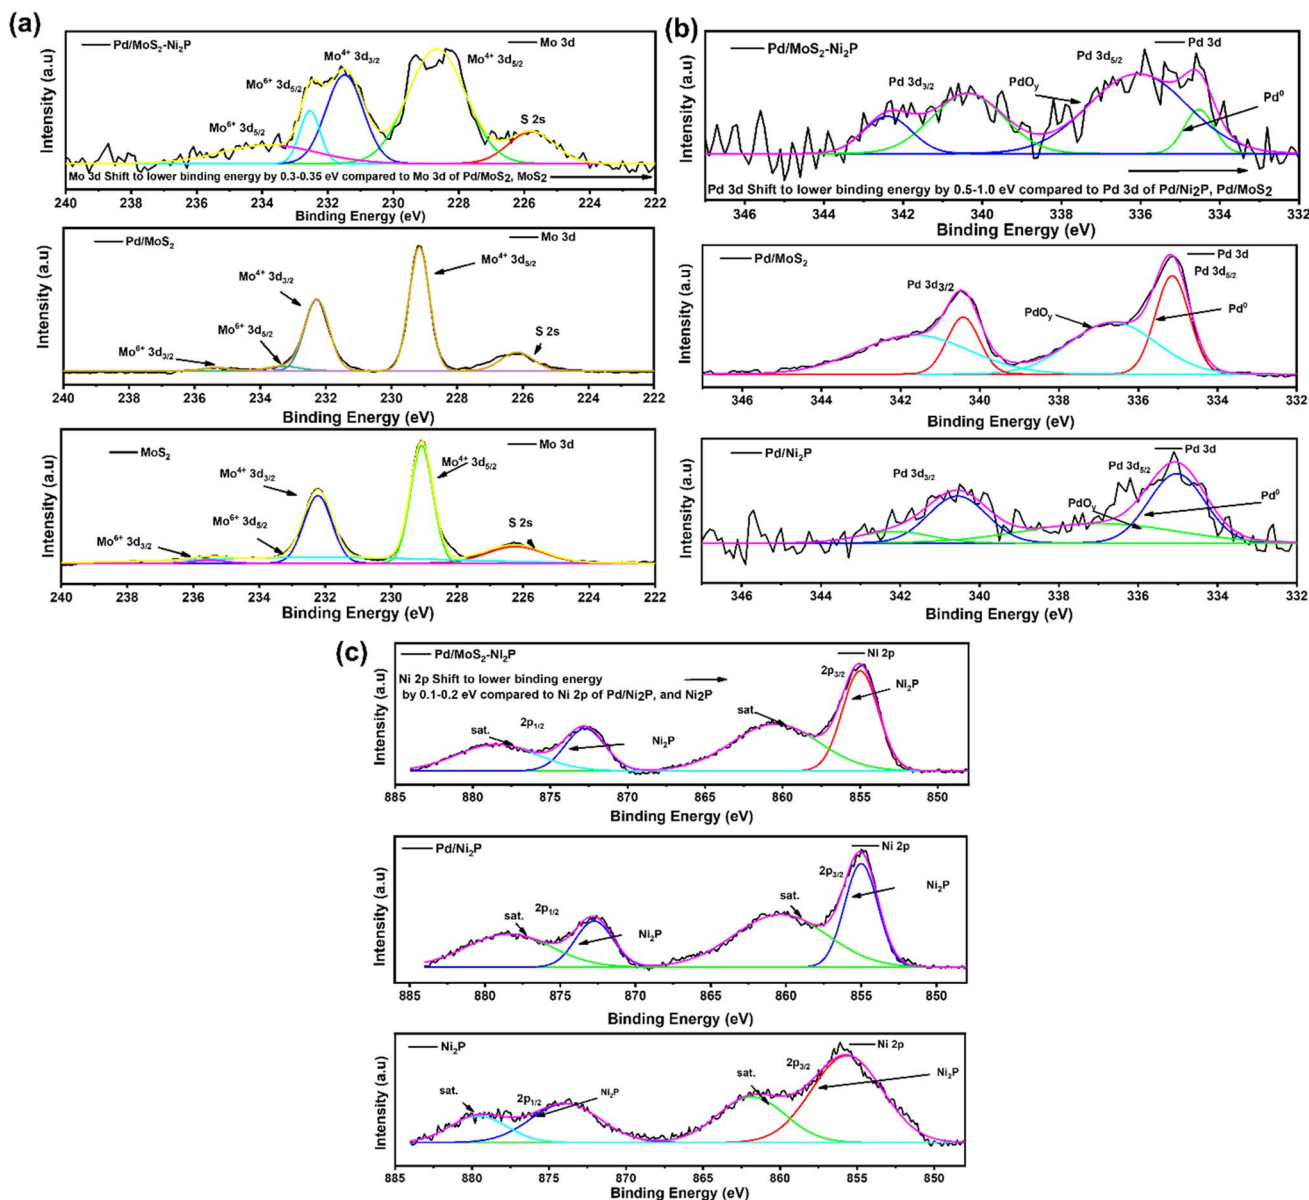 (a)
Pd/MoS₂-Ni₂P
Mo 3d
Mo⁴⁺ 3d₃/₂
Mo⁴⁺ 3d₅/₂
Mo⁶⁺ 3d₅/₂
Mo⁶⁺ 3d₅/₂
S 2s
Mo 3d Shift to lower binding energy by 0.3-0.35 eV compared to Mo 3d of Pd/MoS₂, MoS₂
Intensity (a.u)
240 238 236 234 232 230 228 226 224 222
Binding Energy (eV)
Pd/MoS₂
Mo 3d
Mo⁴⁺ 3d₅/₂
Mo⁴⁺ 3d₃/₂
Mo⁶⁺ 3d₅/₂
Mo⁶⁺ 3d₃/₂
S 2s
Intensity (a.u)
240 238 236 234 232 230 228 226 224 222
Binding Energy (eV)
MoS₂
Mo 3d
Mo⁴⁺ 3d₅/₂
Mo⁴⁺ 3d₃/₂
Mo⁶⁺ 3d₅/₂
Mo⁶⁺ 3d₃/₂
S 2s
Intensity (a.u)
240 238 236 234 232 230 228 226 224 222
Binding Energy (eV)
(b)
Pd/MoS₂-Ni₂P
Pd 3d
Pd 3d₅/₂
Pd 3d₃/₂
PdOᵧ
Pd⁰
Pd 3d Shift to lower binding energy by 0.5-1.0 eV compared to Pd 3d of Pd/Ni₂P, Pd/MoS₂
Intensity (a.u)
346 344 342 340 338 336 334 332
Binding Energy (eV)
Pd/MoS₂
Pd 3d
Pd 3d₅/₂
Pd 3d₃/₂
PdOᵧ
Pd⁰
Intensity (a.u)
346 344 342 340 338 336 334 332
Binding Energy (eV)
Pd/Ni₂P
Pd 3d
Pd 3d₅/₂
Pd 3d₃/₂
PdOᵧ
Pd⁰
Intensity (a.u)
346 344 342 340 338 336 334 332
Binding Energy (eV)
(c)
Pd/MoS₂-Ni₂P
Ni 2p
Ni 2p Shift to lower binding energy
by 0.1-0.2 eV compared to Ni 2p of Pd/Ni₂P, and Ni₂P
2p₃/₂
Ni₂P
sat.
2p₁/₂
sat.
Ni₂P
Intensity (a.u)
885 880 875 870 865 860 855 850
Binding Energy (eV)
Pd/Ni₂P
Ni 2p
2p₃/₂
Ni₂P
sat.
2p₁/₂
sat.
Ni₂P
Intensity (a.u)
885 880 875 870 865 860 855 850
Binding Energy (eV)
Ni₂P
Ni 2p
2p₃/₂
Ni₂P
sat.
sat.
2p₁/₂
Ni₂P
Intensity (a.u)
885 880 875 870 865 860 855 850
Binding Energy (eV)